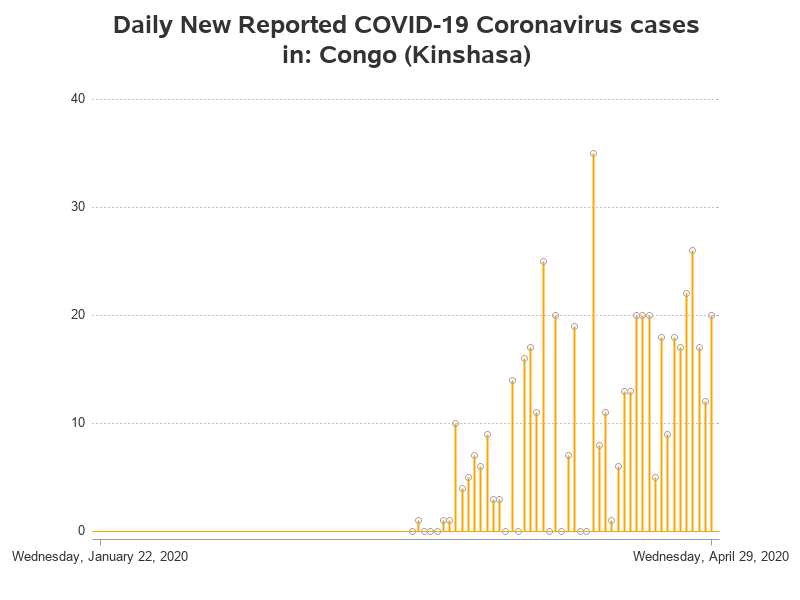 Daily New Reported COVID-19 Coronavirus cases
in: Congo (Kinshasa)
40
30
20
10
0
Wednesday, January 22, 2020 Wednesday, April 29, 2020